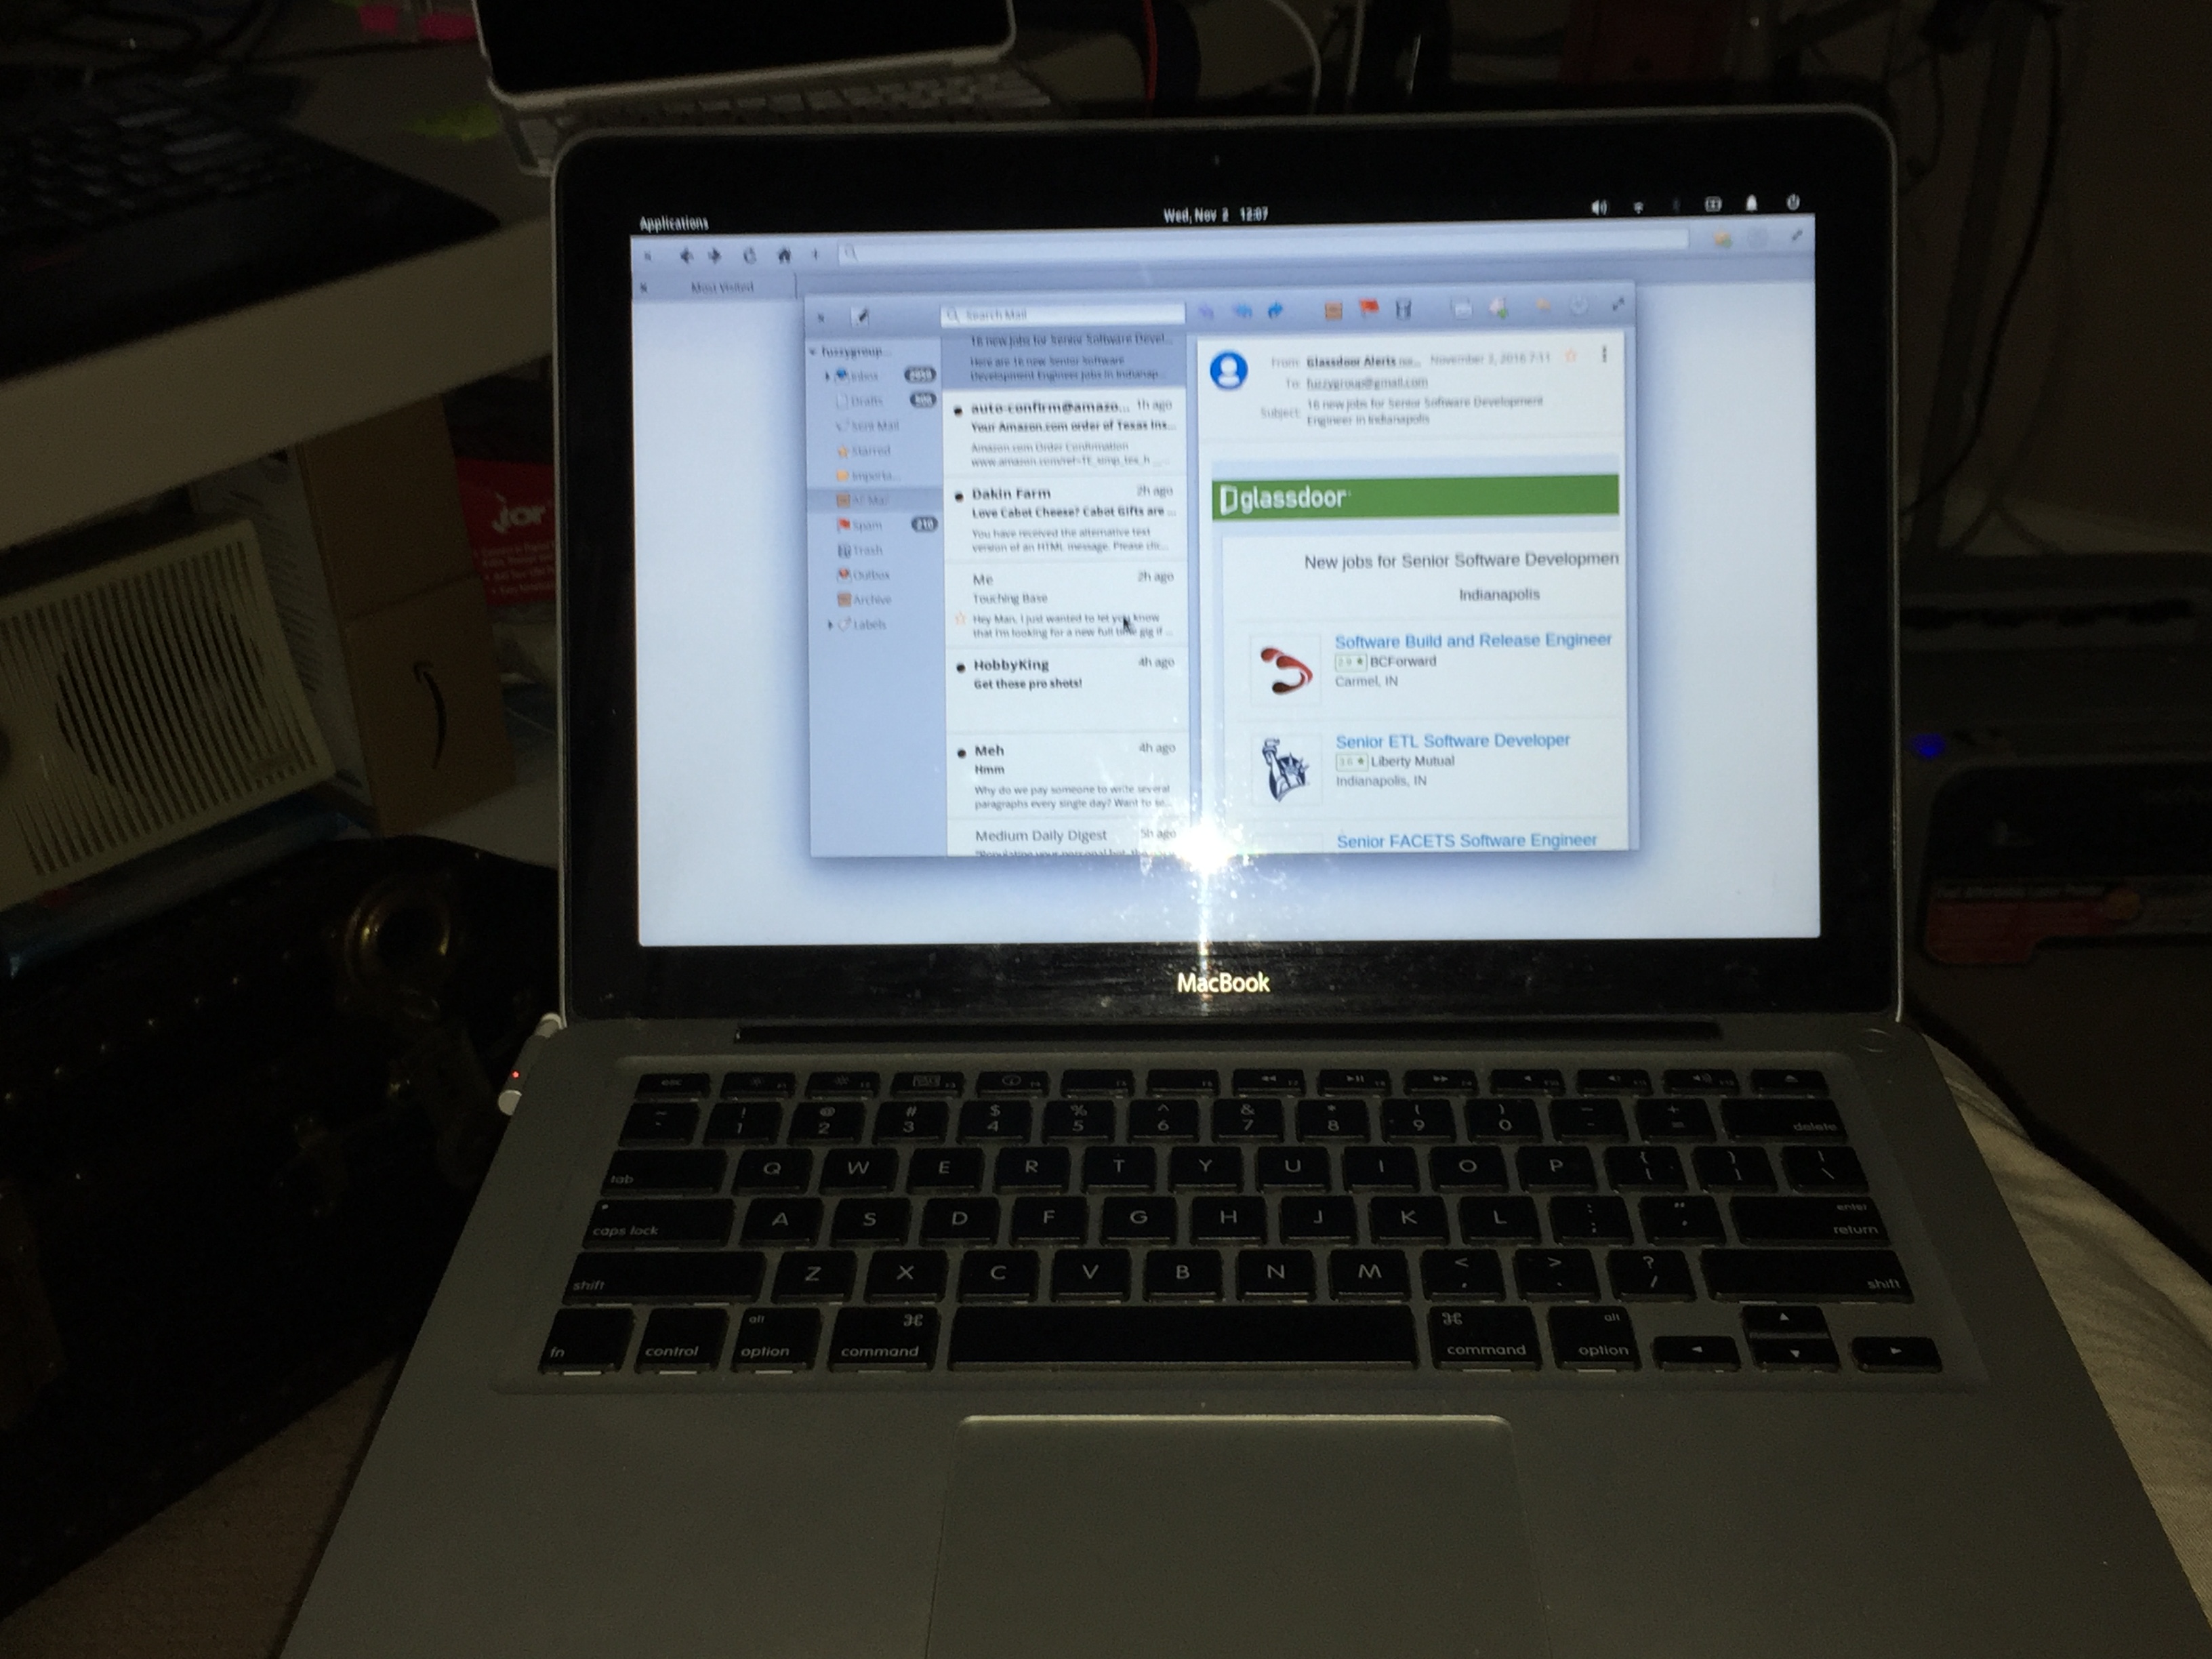 Applications
Wed, Nov 2 12:07
Most Visited
Search Mail
fuzzygroup...
Inbox
Drafts
Sent Mail
Starred
Importa...
All Mail
Spam 210
Trash
Outbox
Archive
Labels
16 new jobs for Senior Software Devel...
Here are 16 new Senior Software
Development Engineer jobs in Indianap...
auto-confirm@amazo... 1h ago
Your Amazon.com order of Texas Ins...
Amazon.com Order Confirmation
Dakin Farm 2h ago
Love Cabot Cheese? Cabot Gifts are ...
You have received the alternative text
version of an HTML message. Please clic...
Me 2h ago
Touching Base
Hey Man, I just wanted to let you know
that I'm looking for a new full time gig if ...
HobbyKing 4h ago
Get those pro shots!
Meh 4h ago
Hmm
Why do we pay someone to write several
paragraphs every single day? Want to se...
Medium Daily Digest 5h ago
From: Glassdoor Alerts November 2, 2016 7:11
To: fuzzygroup@gmail.com
Subject: 16 new jobs for Senior Software Development
Engineer in Indianapolis
glassdoor
New jobs for Senior Software Developmen
Indianapolis
Software Build and Release Engineer
2.9 ★ BCForward
Carmel, IN
Senior ETL Software Developer
3.6 ★ Liberty Mutual
Indianapolis, IN
Senior FACETS Software Engineer
MacBook
esc
~ ! @ # $ % ^ & * ( ) – +
\` 1 2 3 4 5 6 7 8 9 0 - = delete
tab Q W E R T Y U I O P { [ } ] | \
caps lock A S D F G H J K L : ; " ' enter return
shift Z X C V B N M < , > . ? / shift
fn control alt option ⌘ command ⌘ command alt option